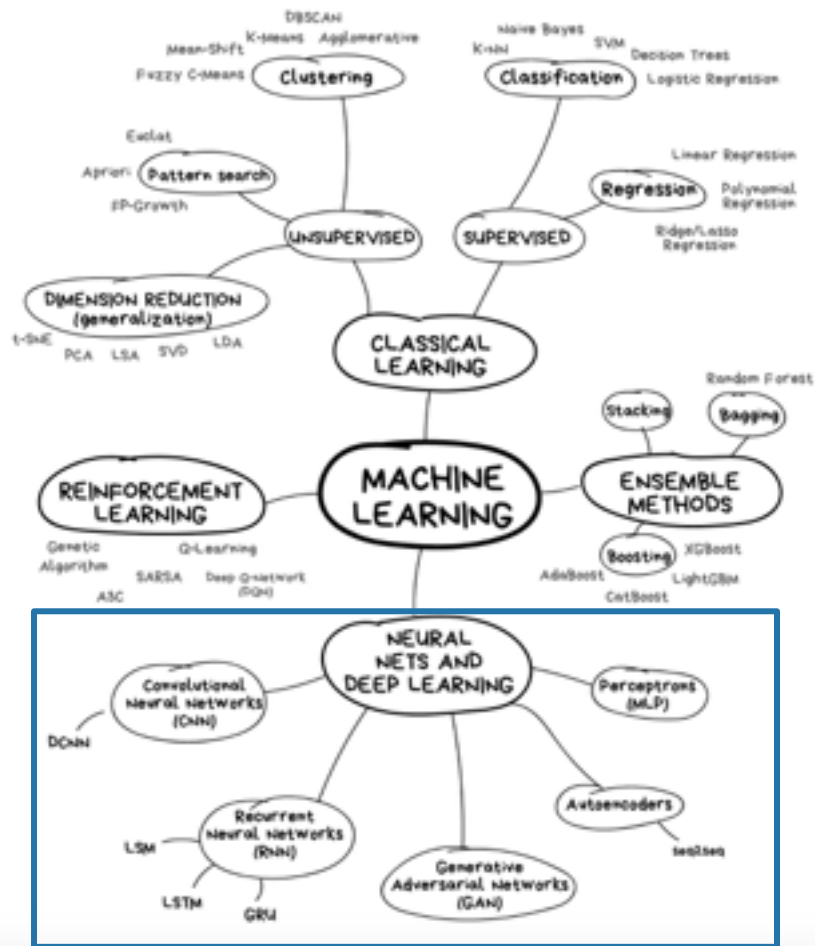 DBSCAN
K-Means Agglomerative
Mean-Shift
Fuzzy C-Means
Clustering
Naive Bayes
K-NN
SVM
Decision Trees
Classification
Logistic Regression
Euclat
Apriori
Pattern search
FP-Growth
Linear Regression
Regression
Polynomial
Regression
Ridge/Lasso
Regression
UNSUPERVISED
SUPERVISED
DIMENSION REDUCTION
(generalization)
t-SNE
PCA
LSA
SVD
LDA
CLASSICAL
LEARNING
Random Forest
Stacking
Bagging
MACHINE
LEARNING
REINFORCEMENT
LEARNING
ENSEMBLE
METHODS
Genetic
Algorithm
Q-Learning
SARSA
Deep Q-Network
(DQN)
A3C
Boosting
XGBoost
AdaBoost
LightGBM
CatBoost
NEURAL
NETS AND
DEEP LEARNING
Convolutional
Neural Networks
(CNN)
DCNN
Perceptrons
(MLP)
Autoencoders
seq2seq
Recurrent
Neural Networks
(RNN)
LSM
LSTM
GRU
Generative
Adversarial Networks
(GAN)